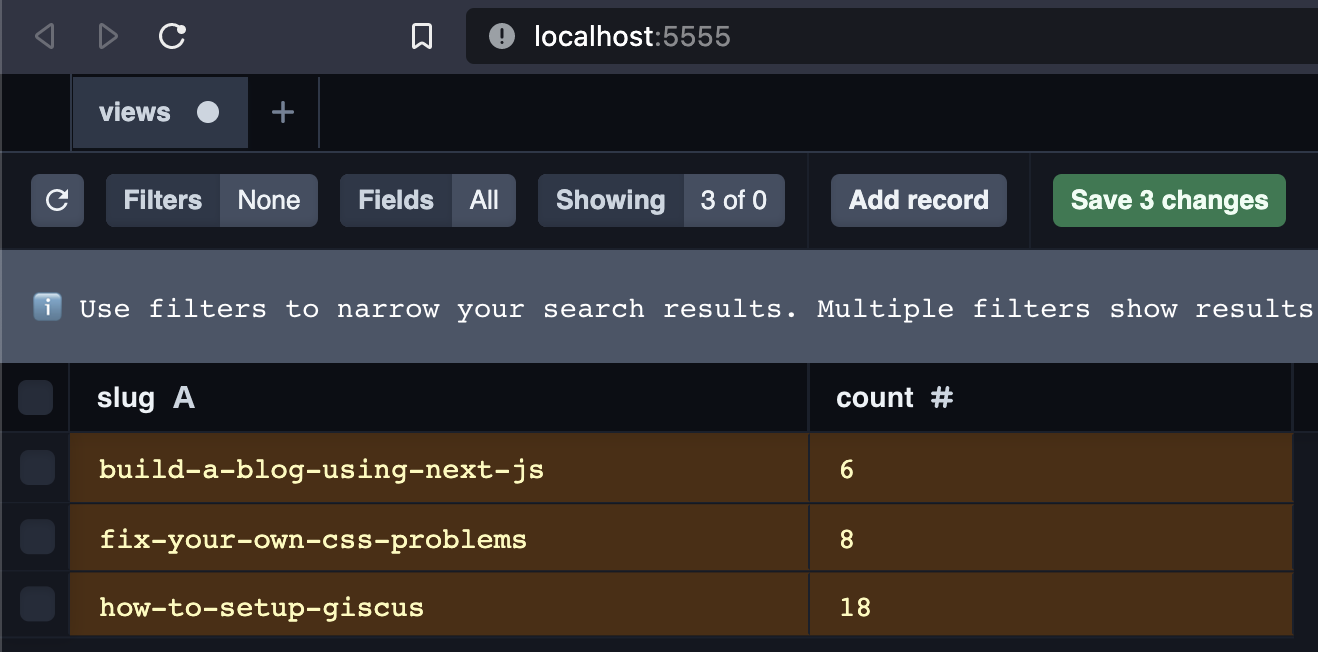 localhost:5555
views +
Filters None Fields All Showing 3 of 0 Add record Save 3 changes
Use filters to narrow your search results. Multiple filters show results
slug A count #
build-a-blog-using-next-js 6
fix-your-own-css-problems 8
how-to-setup-giscus 18